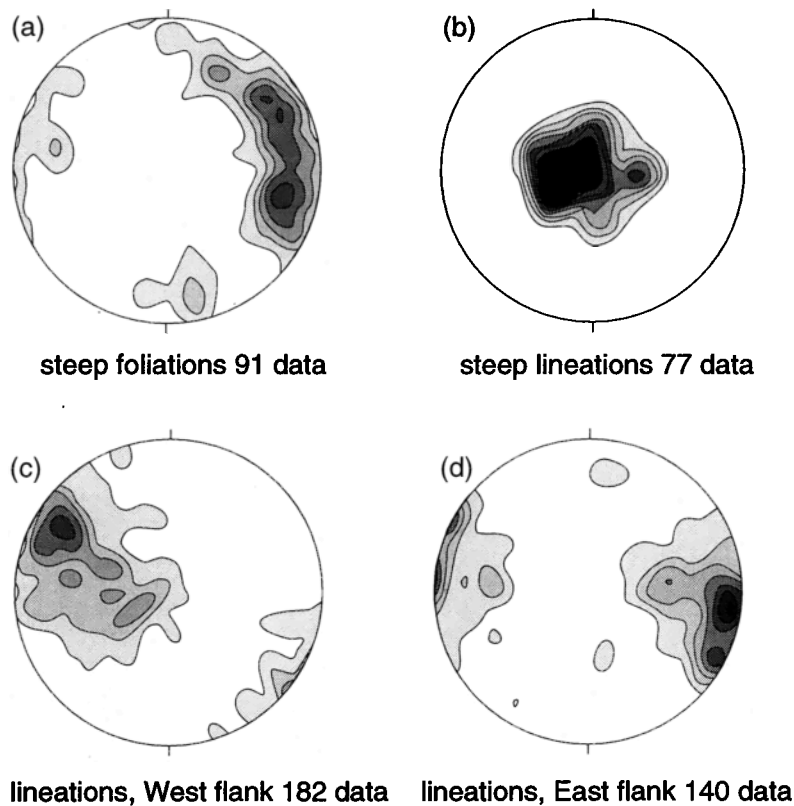 (a)
(b)
steep foliations 91 data
steep lineations 77 data
(c)
(d)
lineations, West flank 182 data
lineations, East flank 140 data